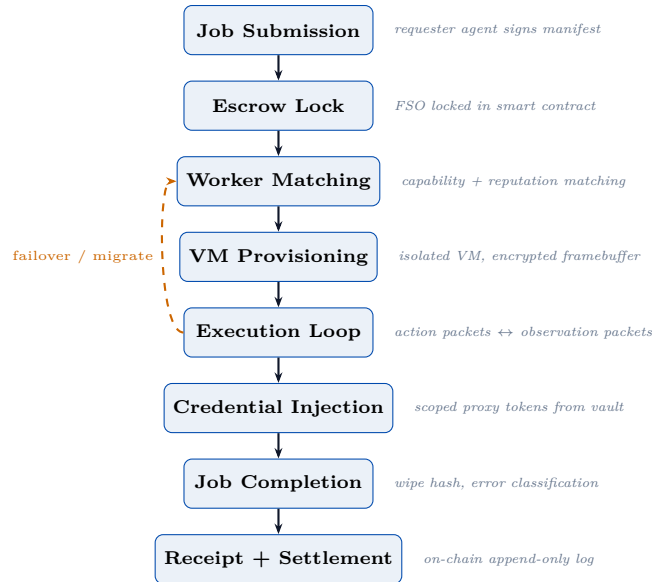 Job Submission
requester agent signs manifest
Escrow Lock
FSO locked in smart contract
Worker Matching
capability + reputation matching
failover / migrate
VM Provisioning
isolated VM, encrypted framebuffer
Execution Loop
action packets ↔ observation packets
Credential Injection
scoped proxy tokens from vault
Job Completion
wipe hash, error classification
Receipt + Settlement
on-chain append-only log